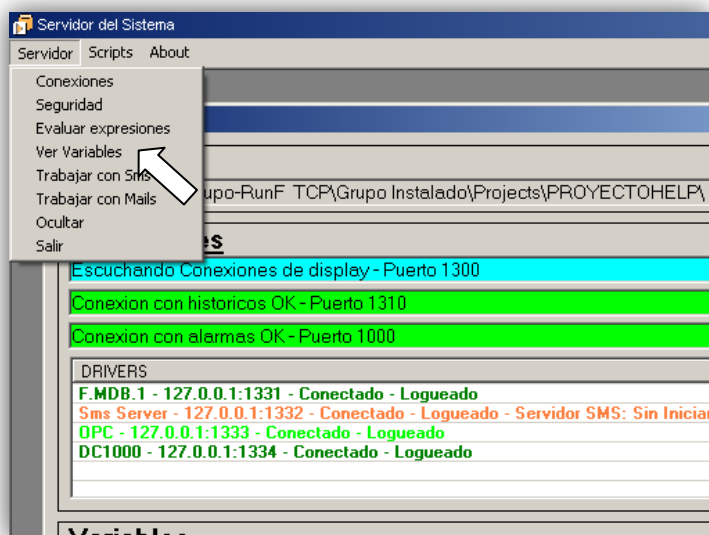 Servidor del Sistema
Servidor Scripts About
Conexiones
Seguridad
Evaluar expresiones
Ver Variables
Trabajar con Sms
Trabajar con Mails
Ocultar
Salir
upo-RunF TCP\Grupo Instalado\Projects\PROYECTOHELP\
Escuchando Conexiones de display - Puerto 1300
Conexion con historicos OK - Puerto 1310
Conexion con alarmas OK - Puerto 1000
DRIVERS
F.MDB.1 - 127.0.0.1:1331 - Conectado - Logueado
Sms Server - 127.0.0.1:1332 - Conectado - Logueado - Servidor SMS: Sin Iniciar
OPC - 127.0.0.1:1333 - Conectado - Logueado
DC1000 - 127.0.0.1:1334 - Conectado - Logueado
Variables